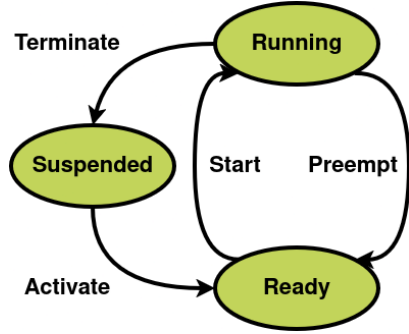 Terminate
Running
Suspended
Start
Preempt
Activate
Ready